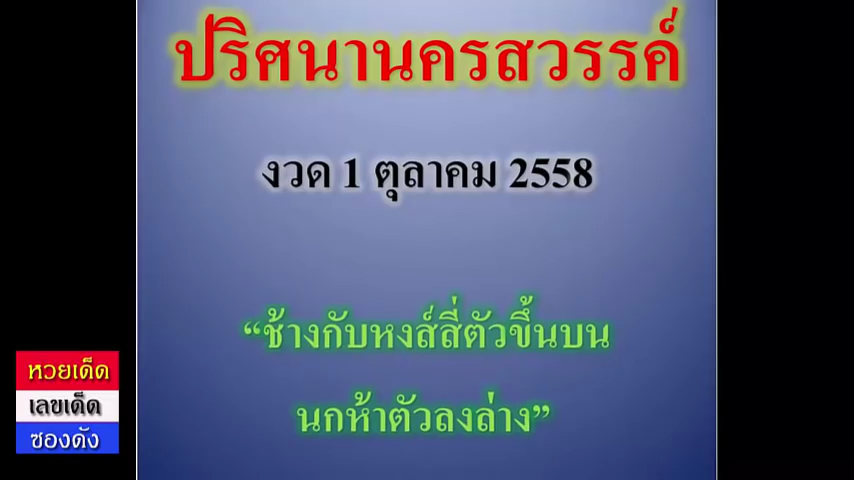 ปริศนานครสวรรค์
งวด 1 ตุลาคม 2558
“ช้างกับหงส์สี่ตัวขึ้นบน
นกห้าตัวลงล่าง”
หวยเด็ด
เลขเด็ด
ซองดัง